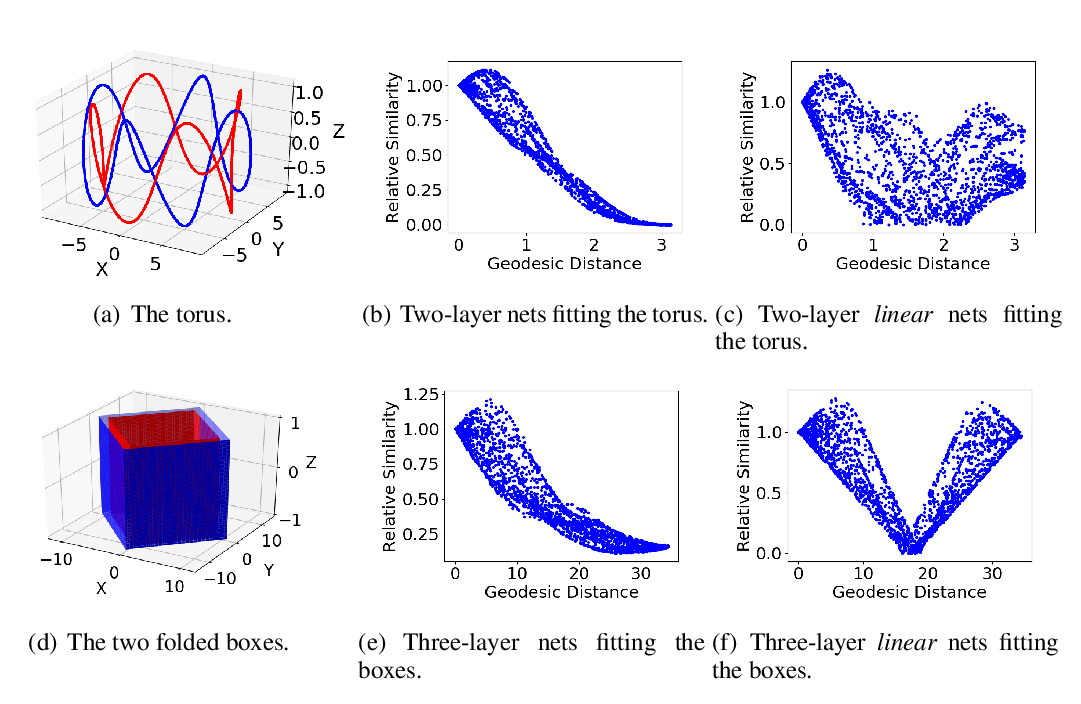 1.0
0.5
0.0
−0.5
−1.0
Z
−5
0
5
X
−5
0
5
Y
Relative Similarity
1.00
0.75
0.50
0.25
0.00
0
1
2
3
Geodesic Distance
Relative Similarity
1.0
0.5
0.0
0
1
2
3
Geodesic Distance
(a) The torus.
(b) Two-layer nets fitting the torus.
(c) Two-layer linear nets fitting
the torus.
1
0
−1
Z
−10
0
10
X
−10
0
10
Y
Relative Similarity
1.25
1.00
0.75
0.50
0.25
0
10
20
30
Geodesic Distance
Relative Similarity
1.0
0.5
0.0
0
10
20
30
Geodesic Distance
(d) The two folded boxes.
(e) Three-layer nets fitting the
boxes.
(f) Three-layer linear nets fitting
the boxes.